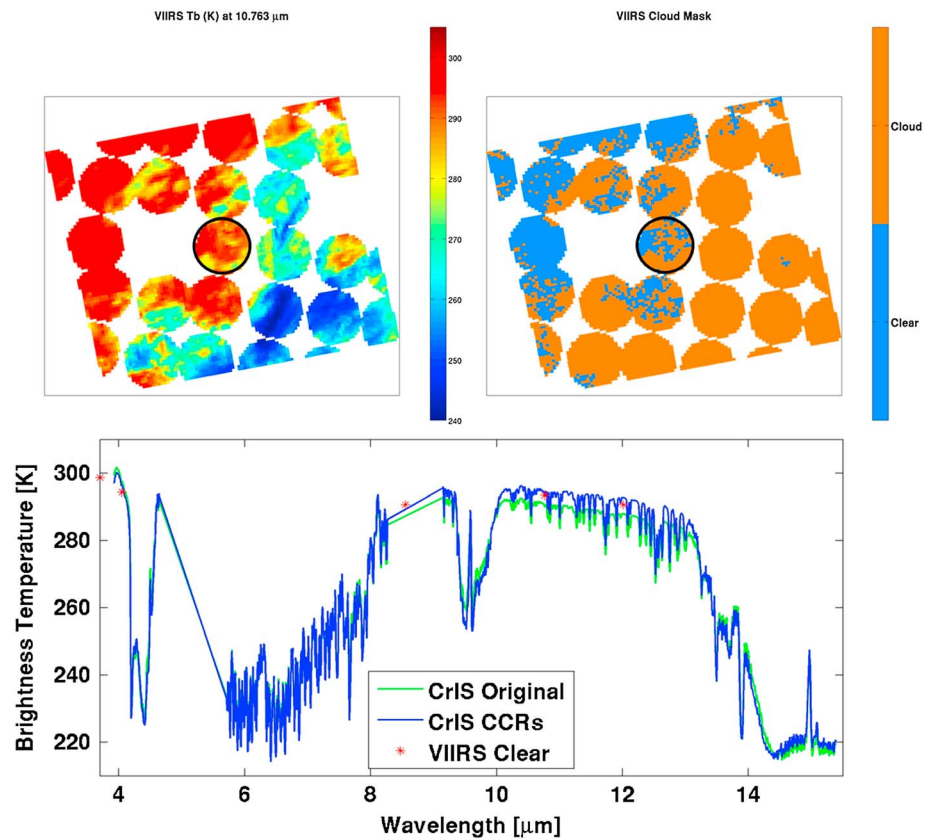 VIIRS Tb (K) at 10.763 μm
VIIRS Cloud Mask
300
290
280
270
260
250
240
Cloud
Clear
Brightness Temperature [K]
300
280
260
240
220
CrIS Original
CrIS CCRs
VIIRS Clear
4 6 8 10 12 14
Wavelength [μm]